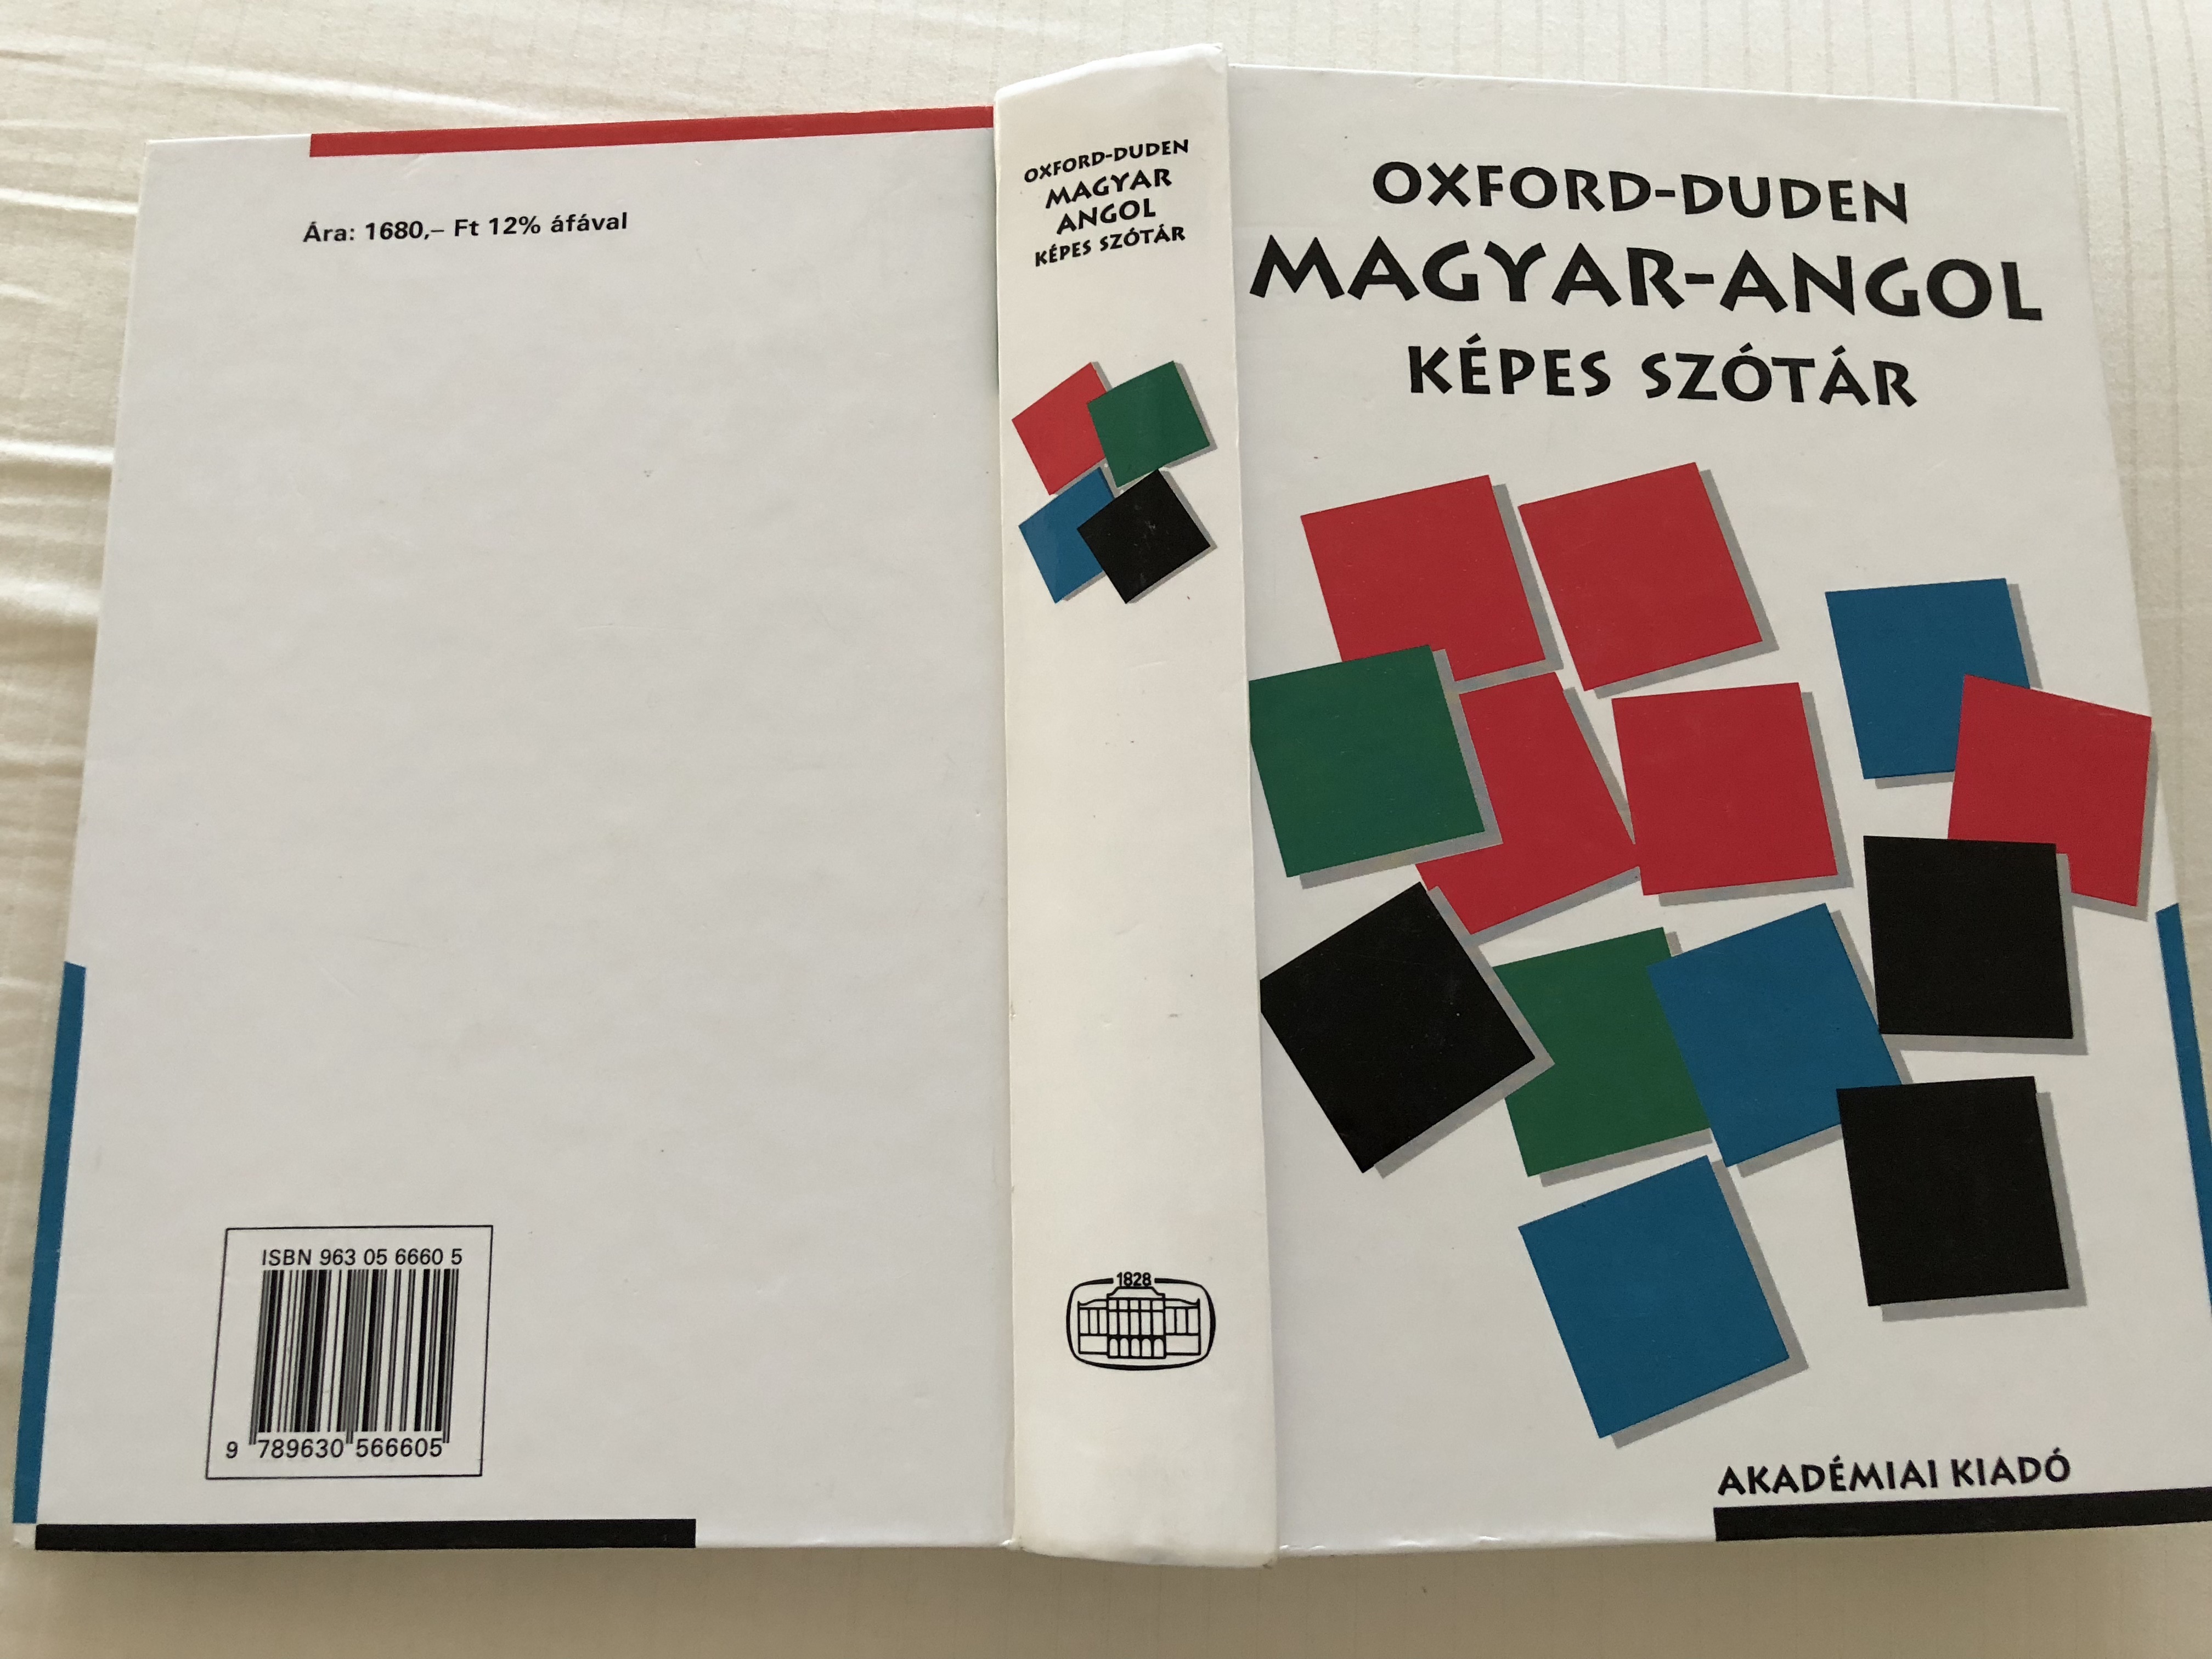 Ára: 1680,– Ft 12% áfával
ISBN 963 05 6660 5
9 789630 566605
OXFORD-DUDEN
MAGYAR
ANGOL
KÉPES SZÓTÁR
1828
OXFORD-DUDEN
MAGYAR-ANGOL
KÉPES SZÓTÁR
AKADÉMIAI KIADÓ